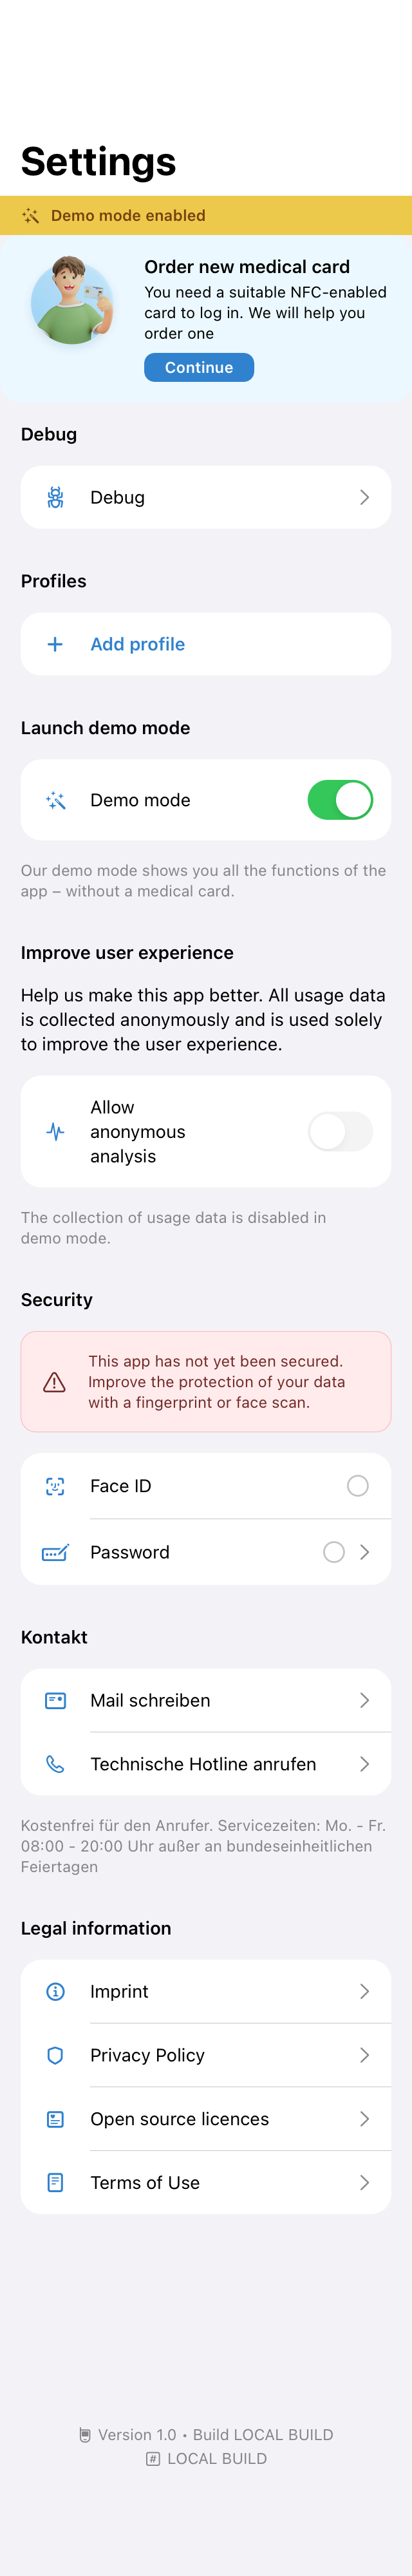 Settings
Demo mode enabled
Order new medical card
You need a suitable NFC-enabled
card to log in. We will help you
order one
Continue
Debug
Debug
Profiles
Add profile
Launch demo mode
Demo mode
Our demo mode shows you all the functions of the
app – without a medical card.
Improve user experience
Help us make this app better. All usage data
is collected anonymously and is used solely
to improve the user experience.
Allow
anonymous
analysis
The collection of usage data is disabled in
demo mode.
Security
This app has not yet been secured.
Improve the protection of your data
with a fingerprint or face scan.
Face ID
Password
Kontakt
Mail schreiben
Technische Hotline anrufen
Kostenfrei für den Anrufer. Servicezeiten: Mo. - Fr.
08:00 - 20:00 Uhr außer an bundeseinheitlichen
Feiertagen
Legal information
Imprint
Privacy Policy
Open source licences
Terms of Use
Version 1.0 • Build LOCAL BUILD
# LOCAL BUILD